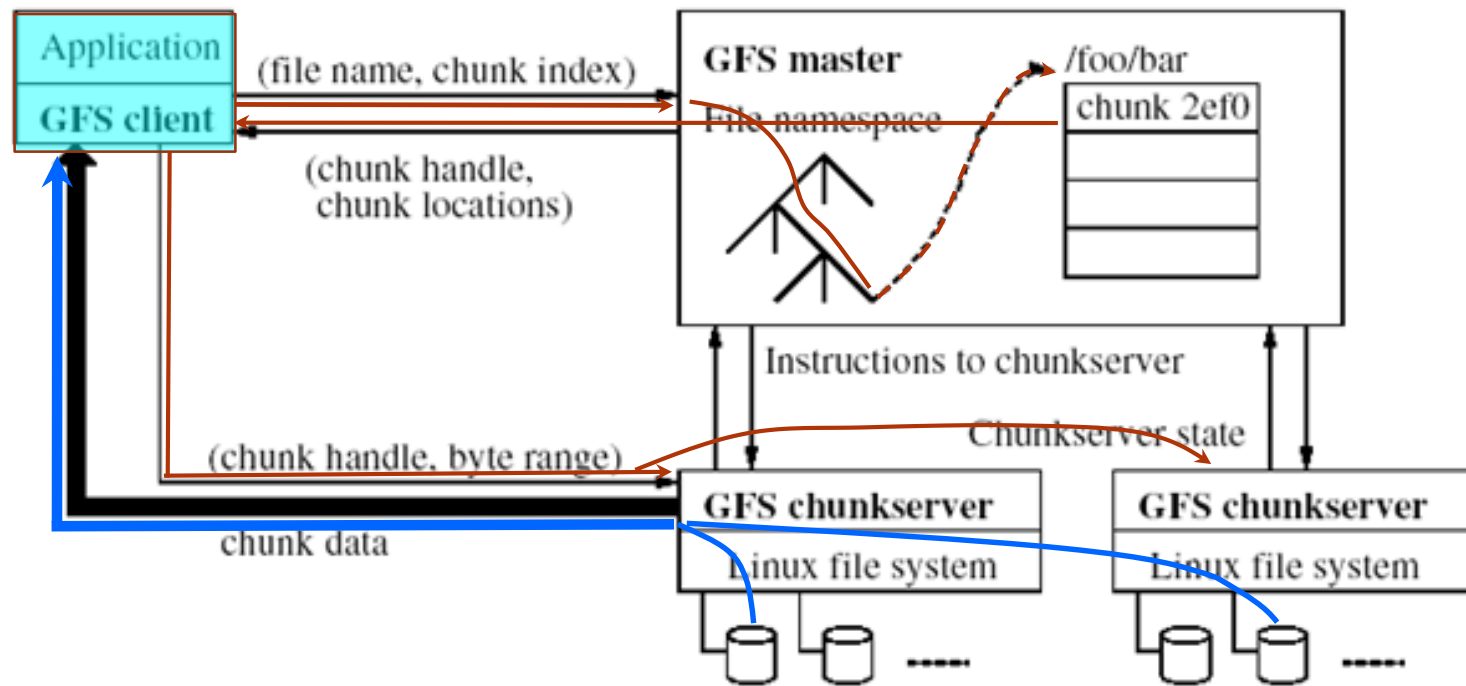 Application
GFS client
(file name, chunk index)
(chunk handle,
chunk locations)
GFS master
File namespace
/foo/bar
chunk 2ef0
Instructions to chunkserver
Chunkserver state
(chunk handle, byte range)
chunk data
GFS chunkserver
Linux file system
GFS chunkserver
Linux file system